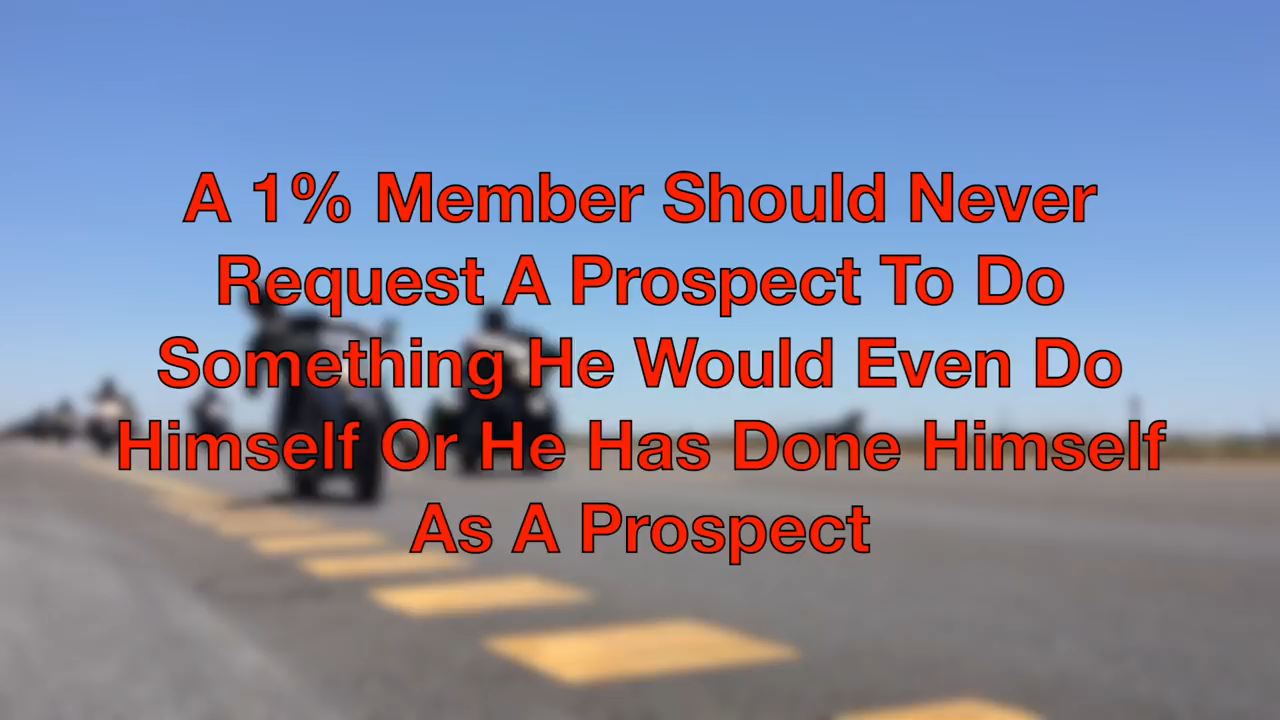 A 1% Member Should Never
Request A Prospect To Do
Something He Would Even Do
Himself Or He Has Done Himself
As A Prospect